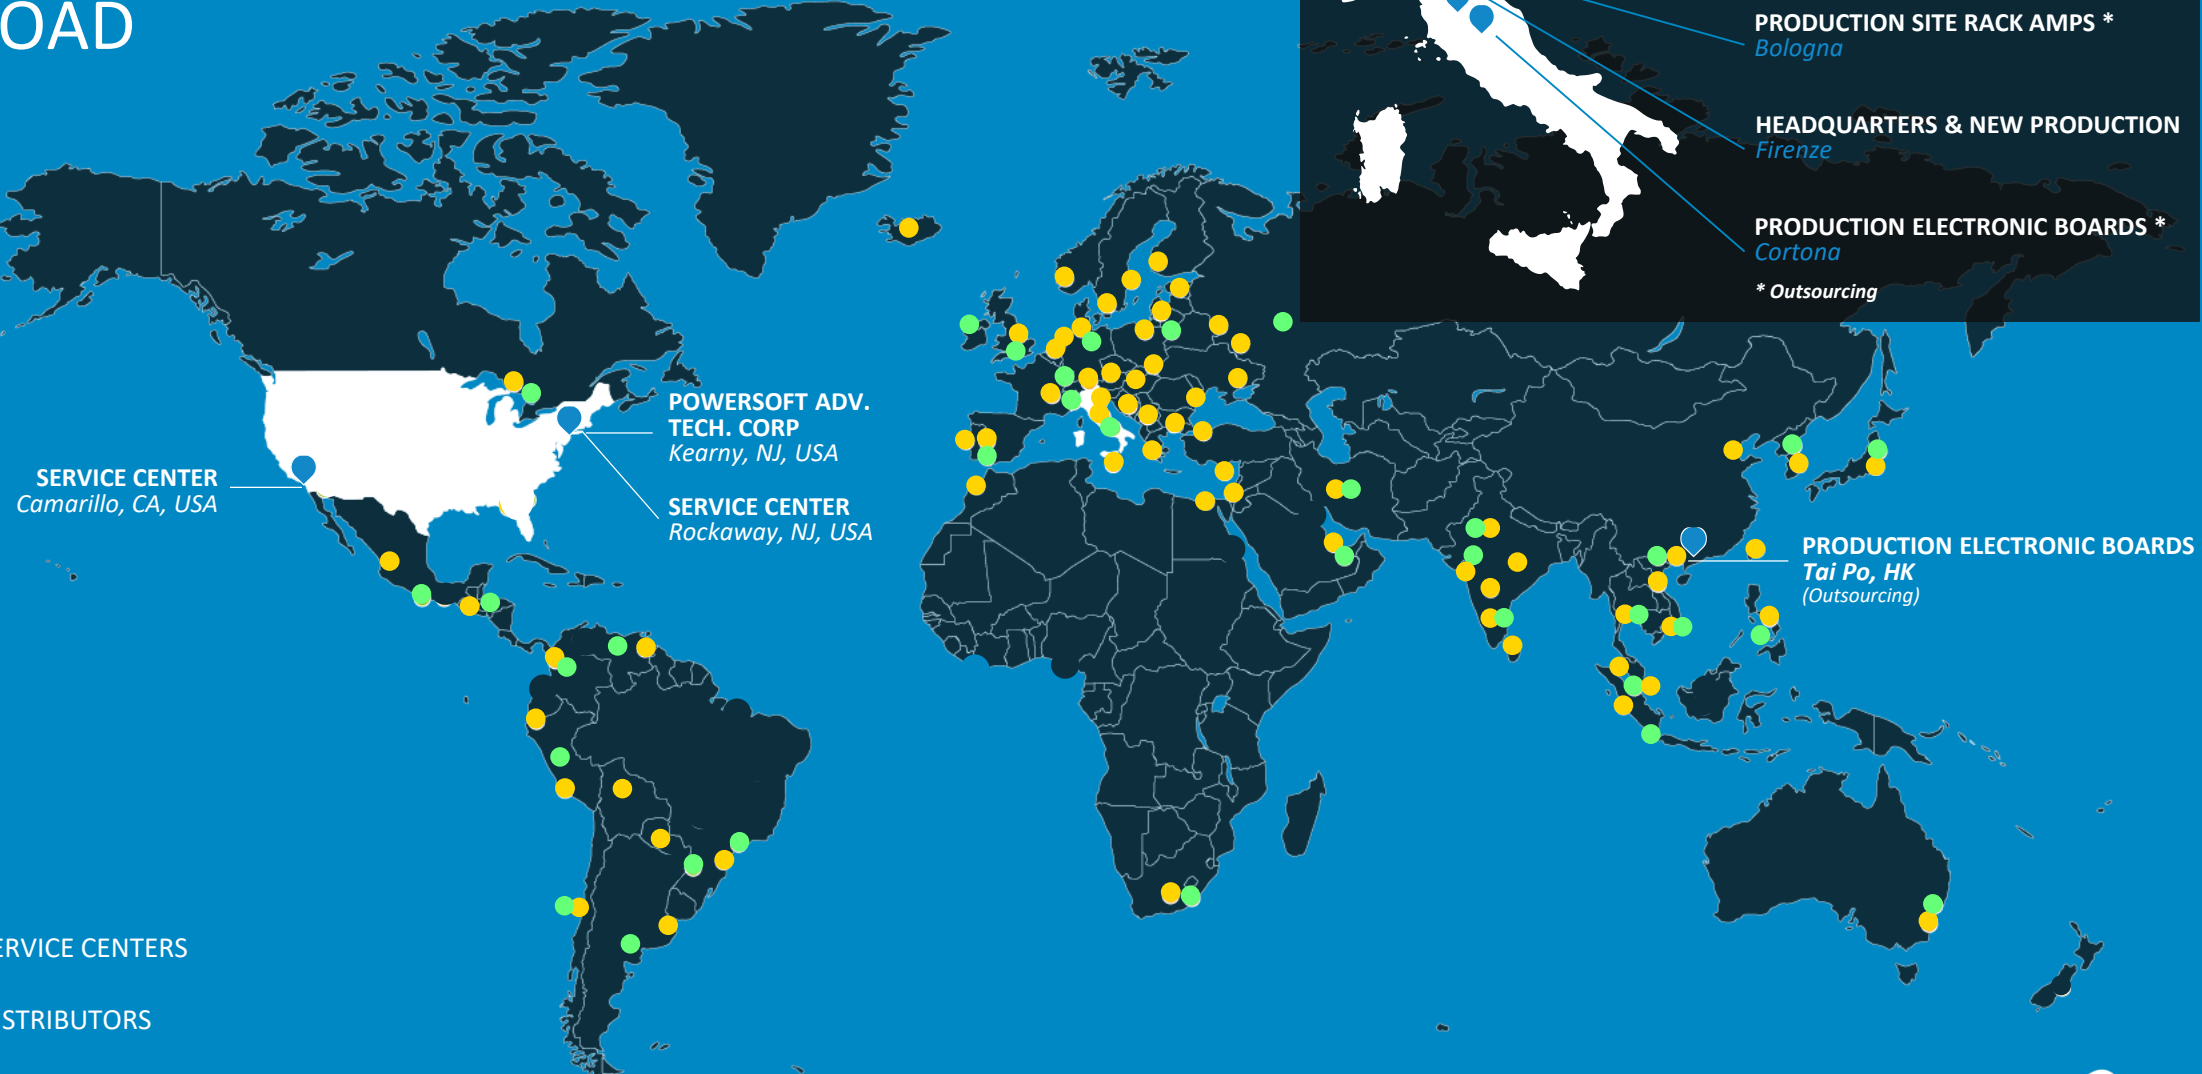 OAD
PRODUCTION SITE RACK AMPS *
Bologna
HEADQUARTERS & NEW PRODUCTION
Firenze
PRODUCTION ELECTRONIC BOARDS *
Cortona
* Outsourcing
POWERSOFT ADV.
TECH. CORP
Kearny, NJ, USA
SERVICE CENTER
Camarillo, CA, USA
SERVICE CENTER
Rockaway, NJ, USA
PRODUCTION ELECTRONIC BOARDS
Tai Po, HK
(Outsourcing)
ERVICE CENTERS
STRIBUTORS